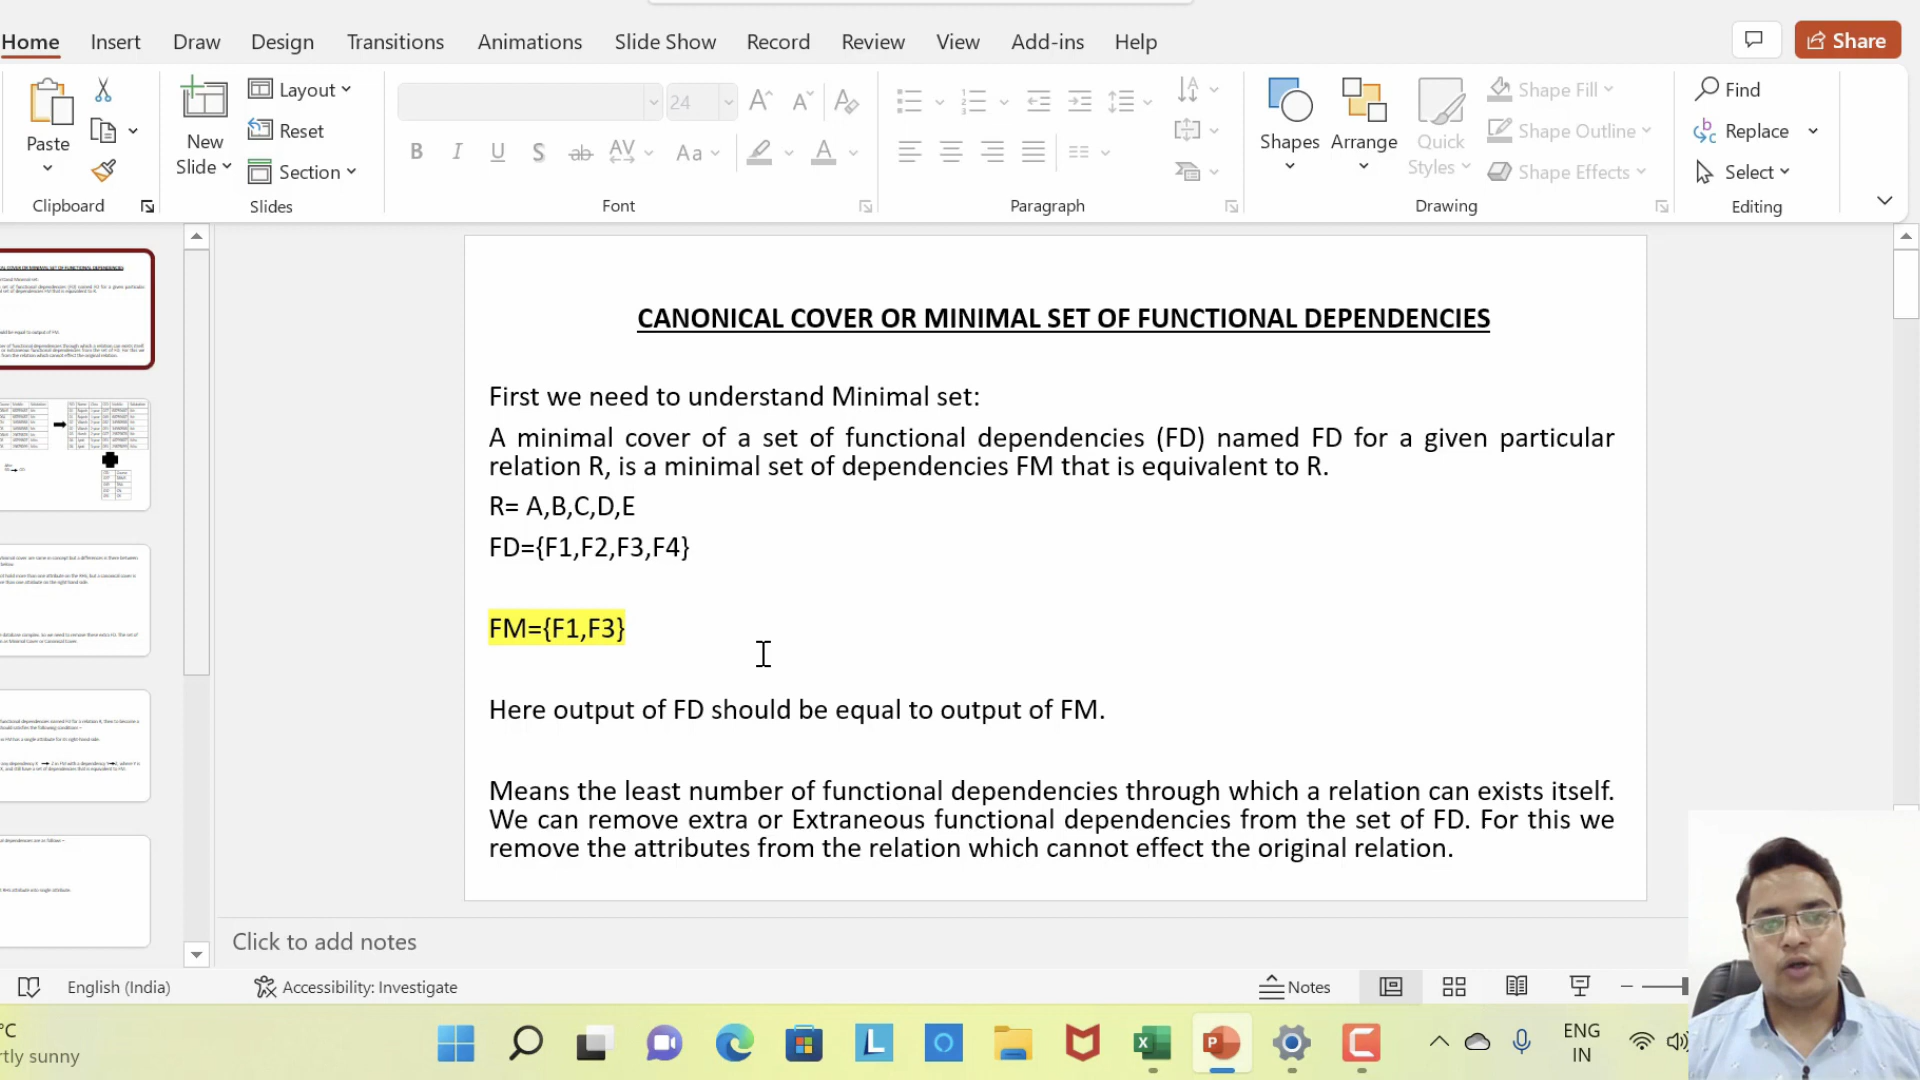 Home Insert Draw Design Transitions Animations Slide Show Record Review View Add-ins Help Share
Paste
New
Slide
Layout
Reset
Section
24
Aa
Shapes
Arrange
Quick
Styles
Shape Fill
Shape Outline
Shape Effects
Find
Replace
Select
Clipboard Slides Font Paragraph Drawing Editing
CANONICAL COVER OR MINIMAL SET OF FUNCTIONAL DEPENDENCIES
First we need to understand Minimal set:
A minimal cover of a set of functional dependencies (FD) named FD for a given particular
relation R, is a minimal set of dependencies FM that is equivalent to R.
R= A,B,C,D,E
FD={F1,F2,F3,F4}
FM={F1,F3}
Here output of FD should be equal to output of FM.
Means the least number of functional dependencies through which a relation can exists itself.
We can remove extra or Extraneous functional dependencies from the set of FD. For this we
remove the attributes from the relation which cannot effect the original relation.
Click to add notes
English (India) Accessibility: Investigate Notes
°C
rtly sunny
ENG
IN